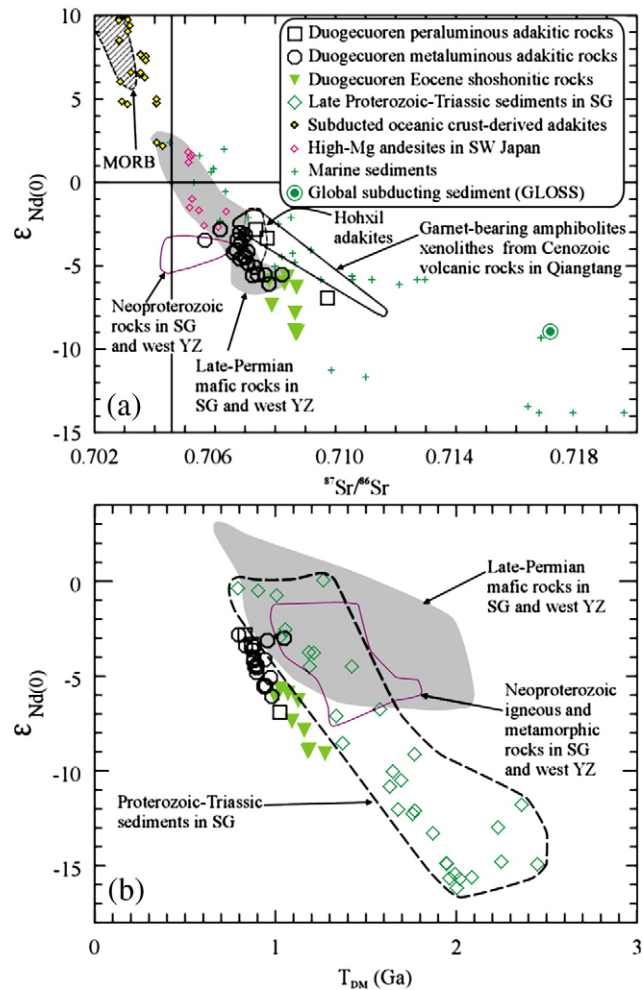 (a)
Duogecuoren peraluminous adakitic rocks
Duogecuoren metaluminous adakitic rocks
Duogecuoren Eocene shoshonitic rocks
Late Proterozoic-Triassic sediments in SG
Subducted oceanic crust-derived adakites
High-Mg andesites in SW Japan
Marine sediments
Global subducting sediment (GLOSS)
MORB
Hohxil
adakites
Garnet-bearing amphibolites
xenolithes from Cenozoic
volcanic rocks in Qiangtang
Neoproterozoic
rocks in SG
and west YZ
Late-Permian
mafic rocks in
SG and west YZ
ε Nd(0)
10
5
0
-5
-10
-15
0.702
0.706
0.710
0.714
0.718
⁸⁷Sr/⁸⁶Sr
(b)
Late-Permian
mafic rocks in
SG and west YZ
Neoproterozoic
igneous and
metamorphic
rocks in SG
and west YZ
Proterozoic-Triassic
sediments in SG
ε Nd(0)
0
-5
-10
-15
0
1
2
3
T DM (Ga)